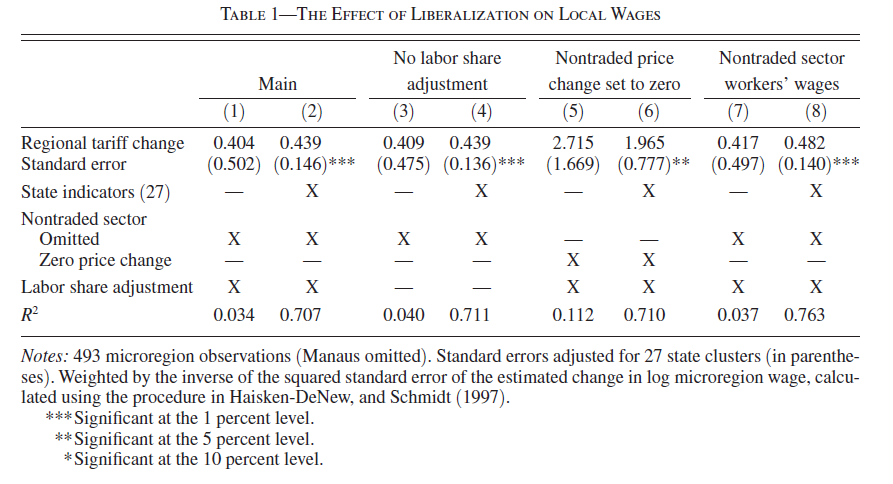 TABLE 1—THE EFFECT OF LIBERALIZATION ON LOCAL WAGES
Main No labor share adjustment Nontraded price change set to zero Nontraded sector workers' wages
(1) (2) (3) (4) (5) (6) (7) (8)
Regional tariff change 0.404 0.439 0.409 0.439 2.715 1.965 0.417 0.482
Standard error (0.502) (0.146)*** (0.475) (0.136)*** (1.669) (0.777)** (0.497) (0.140)***
State indicators (27) — X — X — X — X
Nontraded sector
Omitted X X X X — — X X
Zero price change — — — — X X — —
Labor share adjustment X X — — X X X X
R² 0.034 0.707 0.040 0.711 0.112 0.710 0.037 0.763
Notes: 493 microregion observations (Manaus omitted). Standard errors adjusted for 27 state clusters (in parenthe-
ses). Weighted by the inverse of the squared standard error of the estimated change in log microregion wage, calcu-
lated using the procedure in Haisken-DeNew, and Schmidt (1997).
***Significant at the 1 percent level.
**Significant at the 5 percent level.
*Significant at the 10 percent level.